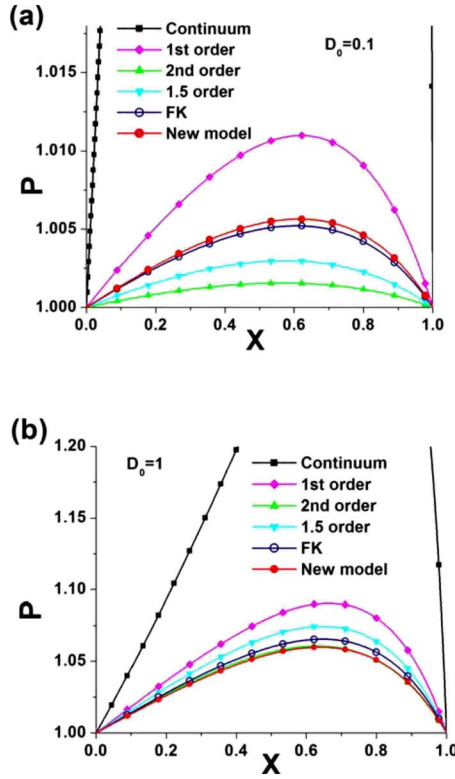 (a)
D₀=0.1
Continuum
1st order
2nd order
1.5 order
FK
New model
1.015
1.010
1.005
1.000
P
0.0 0.2 0.4 0.6 0.8 1.0
X
(b)
1.20
D₀=1
Continuum
1st order
2nd order
1.5 order
FK
New model
1.15
1.10
1.05
1.00
P
0.0 0.2 0.4 0.6 0.8 1.0
X